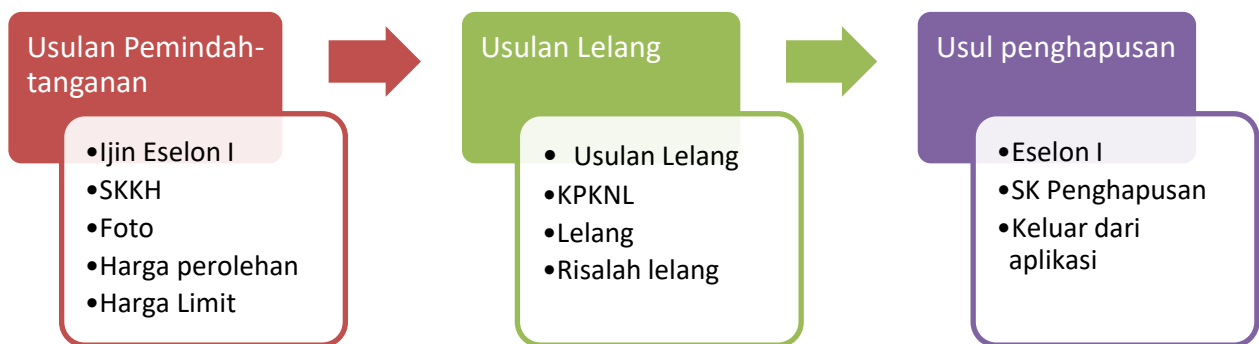 Usulan Pemindah-
tanganan
•Ijin Eselon I
•SKKH
•Foto
•Harga perolehan
•Harga Limit
Usulan Lelang
• Usulan Lelang
•KPKNL
•Lelang
•Risalah lelang
Usul penghapusan
•Eselon I
•SK Penghapusan
•Keluar dari
aplikasi